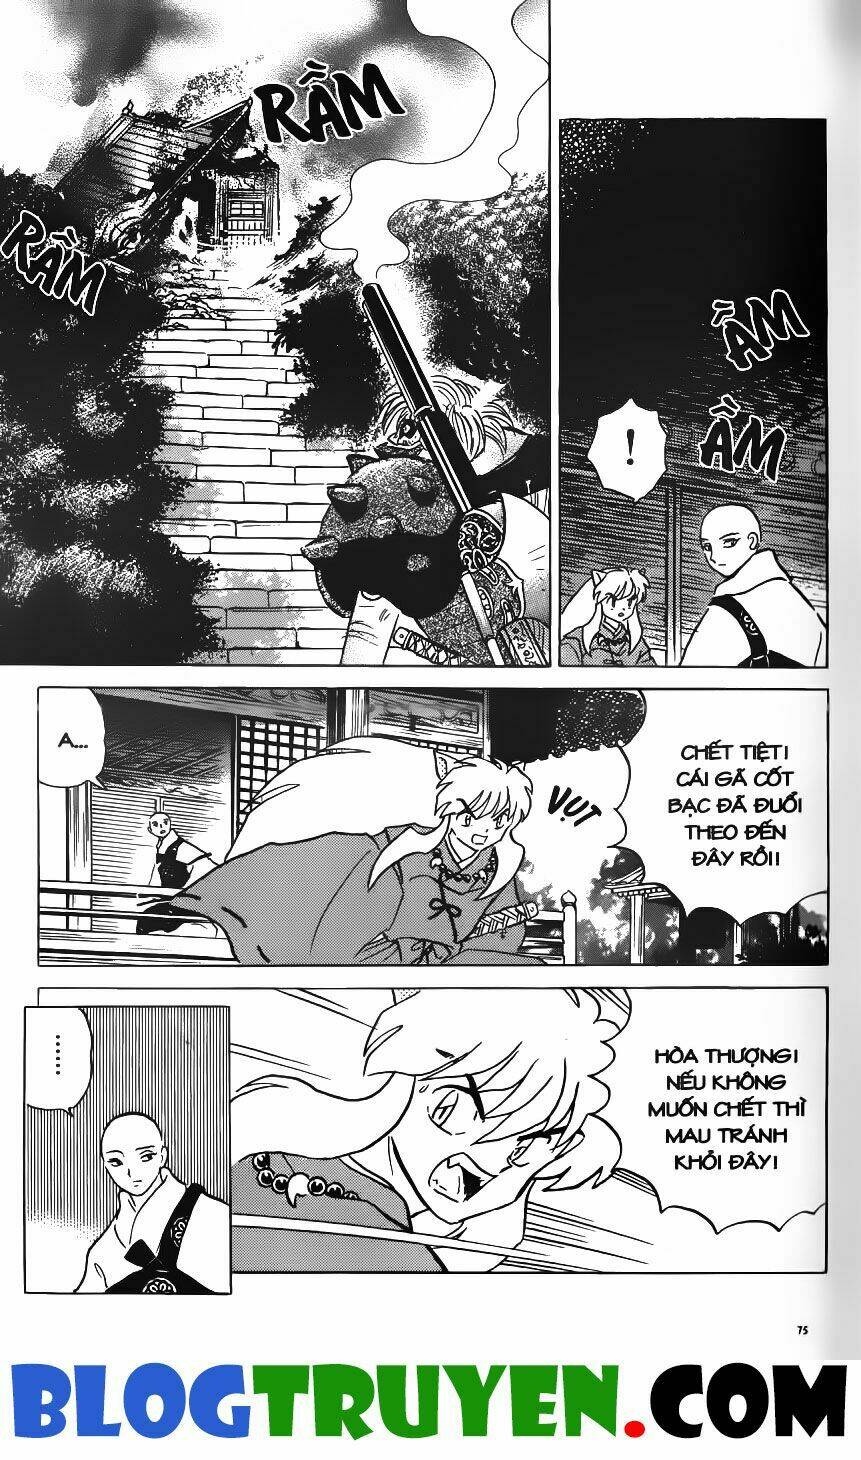 RẦM
RẦM
ẦM
ẦM
!
A...
VỤT
CHẾT TIỆT!
CÁI GÃ CỐT
BẠC ĐÃ ĐUỔI
THEO ĐẾN
ĐÂY RỒI!
HÒA THƯỢNG!
NẾU KHÔNG
MUỐN CHẾT THÌ
MAU TRÁNH
KHỎI ĐÂY!
......
75
BLOGTRUYEN.COM